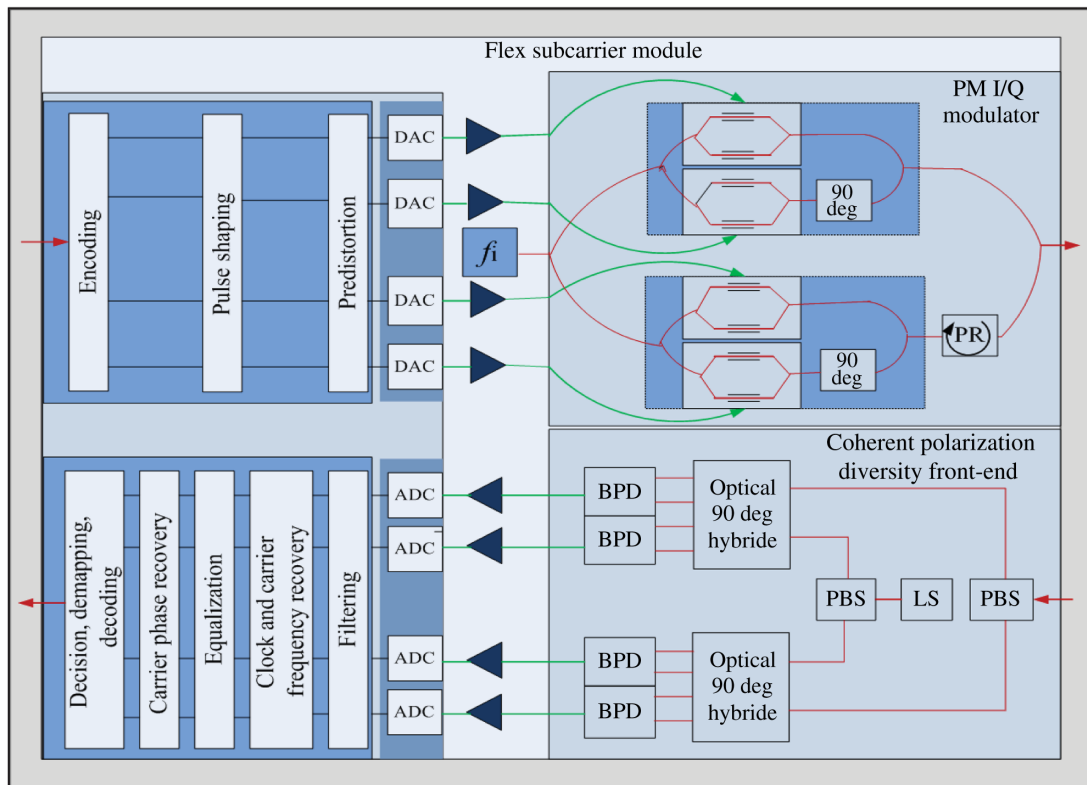 Flex subcarrier module
PM I/Q
modulator
Encoding
Pulse shaping
Predistortion
DAC
DAC
DAC
DAC
fi
90
deg
90
deg
PR
Coherent polarization
diversity front-end
Decision, demapping,
decoding
Carrier phase recovery
Equalization
Clock and carrier
frequency recovery
Filtering
ADC
ADC
ADC
ADC
BPD
BPD
BPD
BPD
Optical
90 deg
hybride
Optical
90 deg
hybride
PBS
LS
PBS